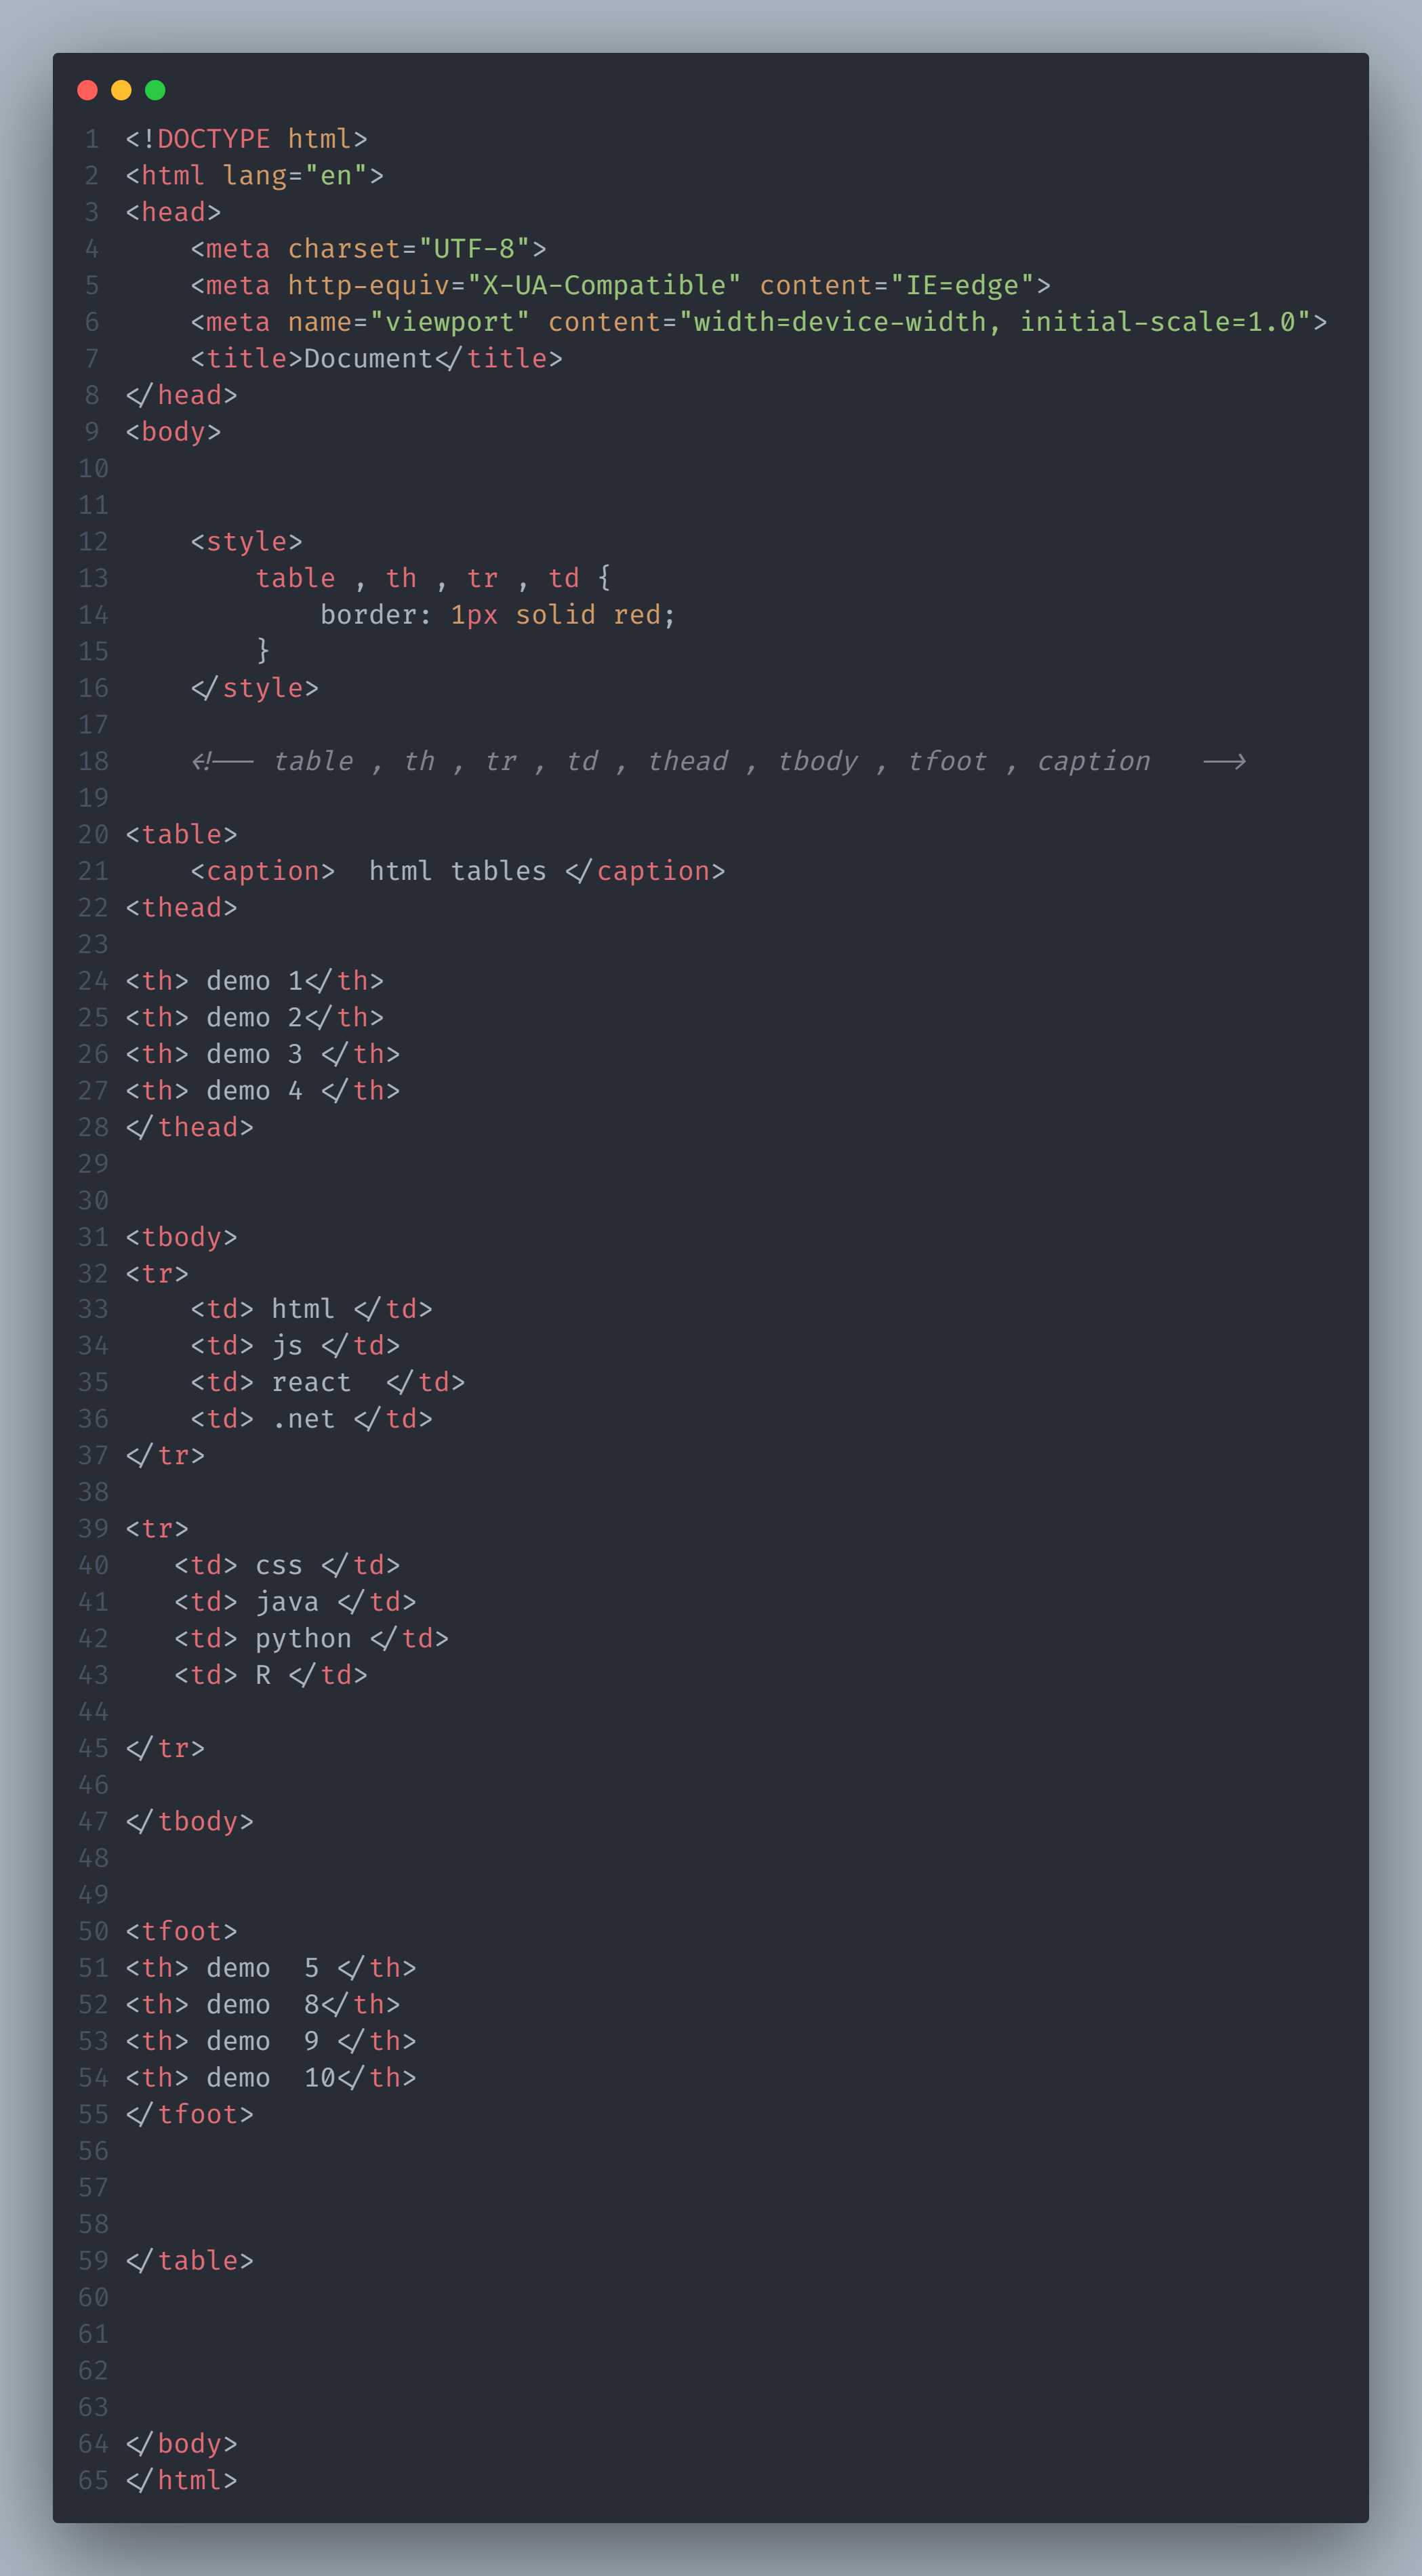 1 <!DOCTYPE html>
2 <html lang="en">
3 <head>
4     <meta charset="UTF-8">
5     <meta http-equiv="X-UA-Compatible" content="IE=edge">
6     <meta name="viewport" content="width=device-width, initial-scale=1.0">
7     <title>Document</title>
8 </head>
9 <body>
10
11
12     <style>
13         table , th , tr , td {
14             border: 1px solid red;
15         }
16     </style>
17
18     <!-- table , th , tr , td , thead , tbody , tfoot , caption   -->
19
20 <table>
21     <caption>  html tables </caption>
22 <thead>
23
24 <th> demo 1</th>
25 <th> demo 2</th>
26 <th> demo 3 </th>
27 <th> demo 4 </th>
28 </thead>
29
30
31 <tbody>
32 <tr>
33     <td> html </td>
34     <td> js </td>
35     <td> react  </td>
36     <td> .net </td>
37 </tr>
38
39 <tr>
40    <td> css </td>
41    <td> java </td>
42    <td> python </td>
43    <td> R </td>
44
45 </tr>
46
47 </tbody>
48
49
50 <tfoot>
51 <th> demo  5 </th>
52 <th> demo  8</th>
53 <th> demo  9 </th>
54 <th> demo  10</th>
55 </tfoot>
56
57
58
59 </table>
60
61
62
63
64 </body>
65 </html>